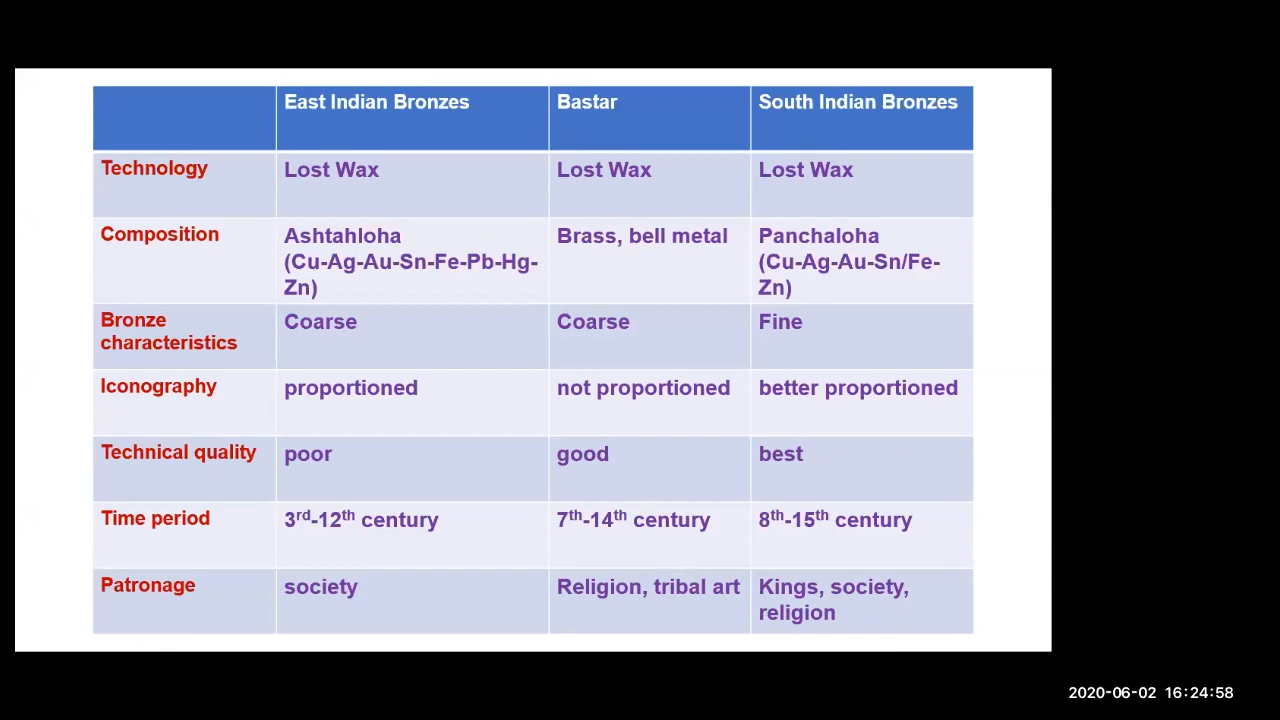 East Indian Bronzes Bastar South Indian Bronzes
Technology Lost Wax Lost Wax Lost Wax
Composition Ashtahloha Brass, bell metal Panchaloha
(Cu-Ag-Au-Sn-Fe-Pb-Hg- (Cu-Ag-Au-Sn/Fe-
Zn) Zn)
Bronze Coarse Coarse Fine
characteristics
Iconography proportioned not proportioned better proportioned
Technical quality poor good best
Time period 3rd-12th century 7th-14th century 8th-15th century
Patronage society Religion, tribal art Kings, society,
religion
2020-06-02 16:24:58